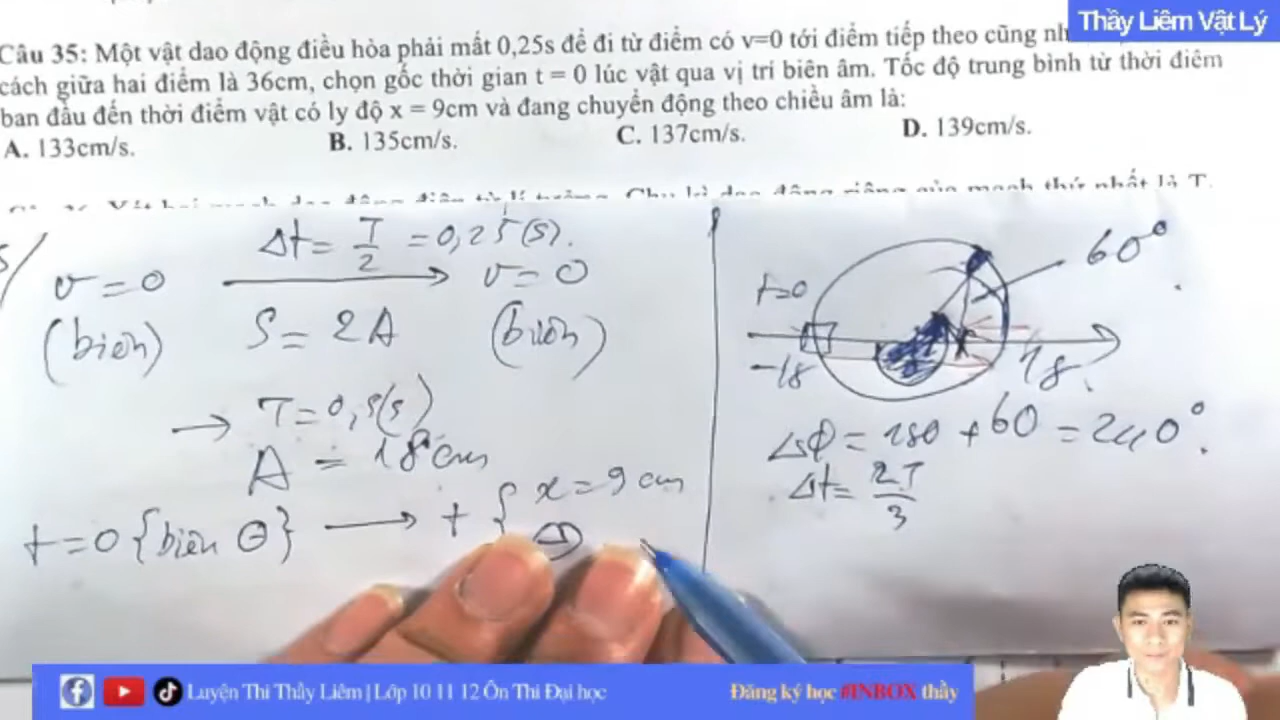 Thầy Liêm Vật Lý
Câu 35: Một vật dao động điều hòa phải mất 0,25s để đi từ điểm có v=0 tới điểm tiếp theo cũng nh
cách giữa hai điểm là 36cm, chọn gốc thời gian t = 0 lúc vật qua vị trí biên âm. Tốc độ trung bình từ thời điểm
ban đầu đến thời điểm vật có ly độ x = 9cm và đang chuyển động theo chiều âm là:
A. 133cm/s. B. 135cm/s. C. 137cm/s. D. 139cm/s.
Δt = T/2 = 0,25 (s).
v = 0 → v = 0
(biên) S = 2A (biên)
→ T = 0,5(s)
A = 18 cm
t = 0 {biên ⊖} → t { x = 9 cm
⊖
60°
t=0
-18 18
Δφ = 180 + 60 = 240°.
Δt = 2T/3
Luyện Thi Thầy Liêm | Lớp 10 11 12 Ôn Thi Đại học
Đăng ký học #INBOX thầy